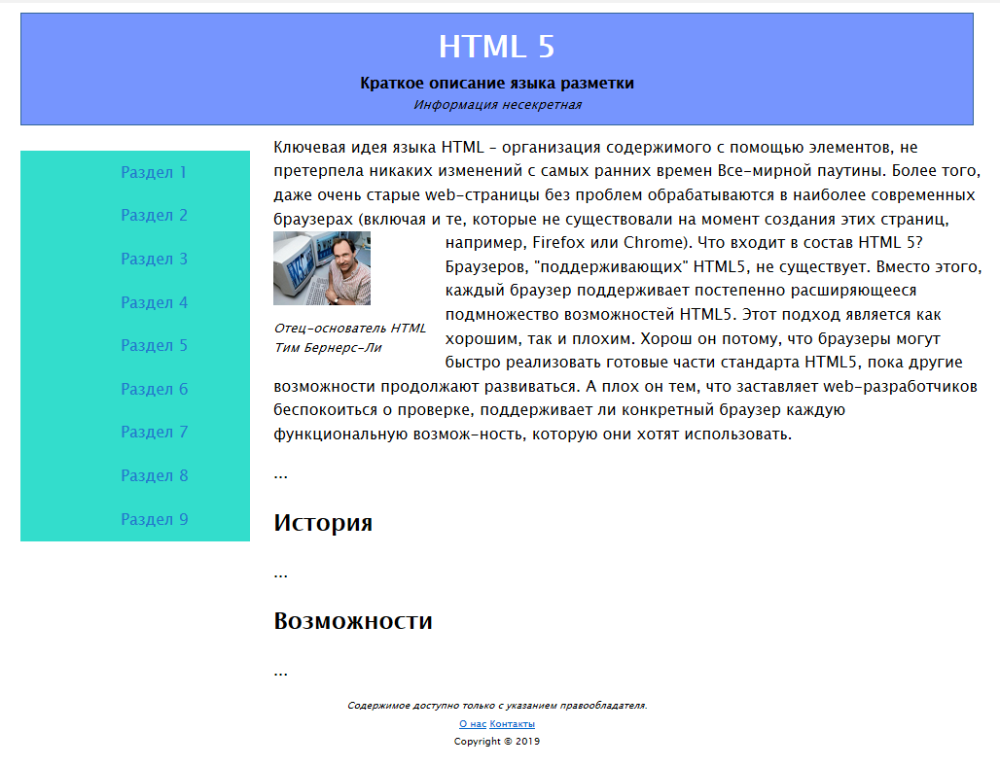 HTML 5
Краткое описание языка разметки
Информация несекретная
Раздел 1
Раздел 2
Раздел 3
Раздел 4
Раздел 5
Раздел 6
Раздел 7
Раздел 8
Раздел 9
Ключевая идея языка HTML – организация содержимого с помощью элементов, не
претерпела никаких изменений с самых ранних времен Все-мирной паутины. Более того,
даже очень старые web-страницы без проблем обрабатываются в наиболее современных
браузерах (включая и те, которые не существовали на момент создания этих страниц,
например, Firefox или Chrome). Что входит в состав HTML 5?
Браузеров, "поддерживающих" HTML5, не существует. Вместо этого,
каждый браузер поддерживает постепенно расширяющееся
подмножество возможностей HTML5. Этот подход является как
хорошим, так и плохим. Хорош он потому, что браузеры могут
быстро реализовать готовые части стандарта HTML5, пока другие
Отец-основатель HTML
Тим Бернерс-Ли
возможности продолжают развиваться. А плох он тем, что заставляет web-разработчиков
беспокоиться о проверке, поддерживает ли конкретный браузер каждую
функциональную возмож-ность, которую они хотят использовать.
...
История
...
Возможности
...
Содержимое доступно только с указанием правообладателя.
О нас Контакты
Copyright © 2019